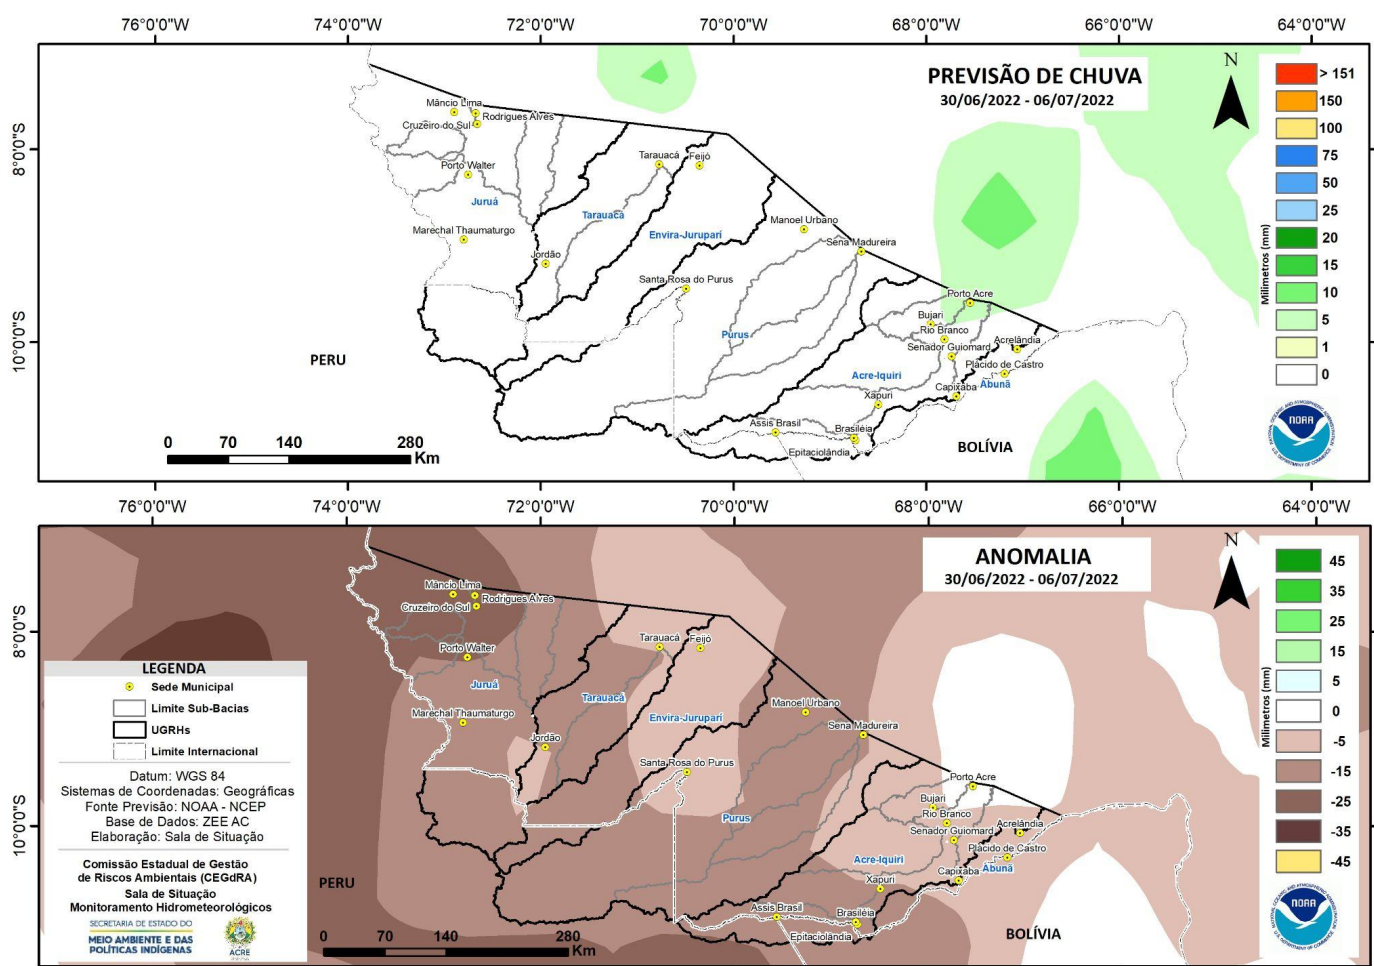 76°0'0"W 74°0'0"W 72°0'0"W 70°0'0"W 68°0'0"W 66°0'0"W 64°0'0"W
PREVISÃO DE CHUVA
30/06/2022 - 06/07/2022
N
8°0'0"S
10°0'0"S
Mâncio Lima
Rodrigues Alves
Cruzeiro do Sul
Porto Walter
Juruá
Marechal Thaumaturgo
Jordão
Tarauacá
Feijó
Tarauacá
Envira-Jurupari
Santa Rosa do Purus
Manoel Urbano
Sena Madureira
Purus
Porto Acre
Bujari
Rio Branco
Senador Guiomard
Acrelândia
Plácido de Castro
Abunã
Acre-Iquiri
Capixaba
Xapuri
Assis Brasil
Brasiléia
Epitaciolândia
PERU
BOLÍVIA
0 70 140 280
Km
Milimetros (mm)
> 151
150
100
75
50
25
20
15
10
5
1
0
NOAA
76°0'0"W 74°0'0"W 72°0'0"W 70°0'0"W 68°0'0"W 66°0'0"W 64°0'0"W
ANOMALIA
30/06/2022 - 06/07/2022
N
8°0'0"S
10°0'0"S
Mâncio Lima
Rodrigues Alves
Cruzeiro do Sul
Porto Walter
Juruá
Marechal Thaumaturgo
Jordão
Tarauacá
Feijó
Tarauacá
Envira-Jurupari
Santa Rosa do Purus
Manoel Urbano
Sena Madureira
Purus
Porto Acre
Bujari
Rio Branco
Senador Guiomard
Acrelândia
Plácido de Castro
Abunã
Acre-Iquiri
Capixaba
Xapuri
Assis Brasil
Brasiléia
Epitaciolândia
PERU
BOLÍVIA
0 70 140 280
Km
Milimetros (mm)
45
35
25
15
5
0
-5
-15
-25
-35
-45
NOAA
LEGENDA
Sede Municipal
Limite Sub-Bacias
UGRHs
Limite Internacional
Datum: WGS 84
Sistemas de Coordenadas: Geográficas
Fonte Previsão: NOAA - NCEP
Base de Dados: ZEE AC
Elaboração: Sala de Situação
Comissão Estadual de Gestão
de Riscos Ambientais (CEGdRA)
Sala de Situação
Monitoramento Hidrometeorológicos
SECRETARIA DE ESTADO DO
MEIO AMBIENTE E DAS
POLÍTICAS INDÍGENAS
ACRE